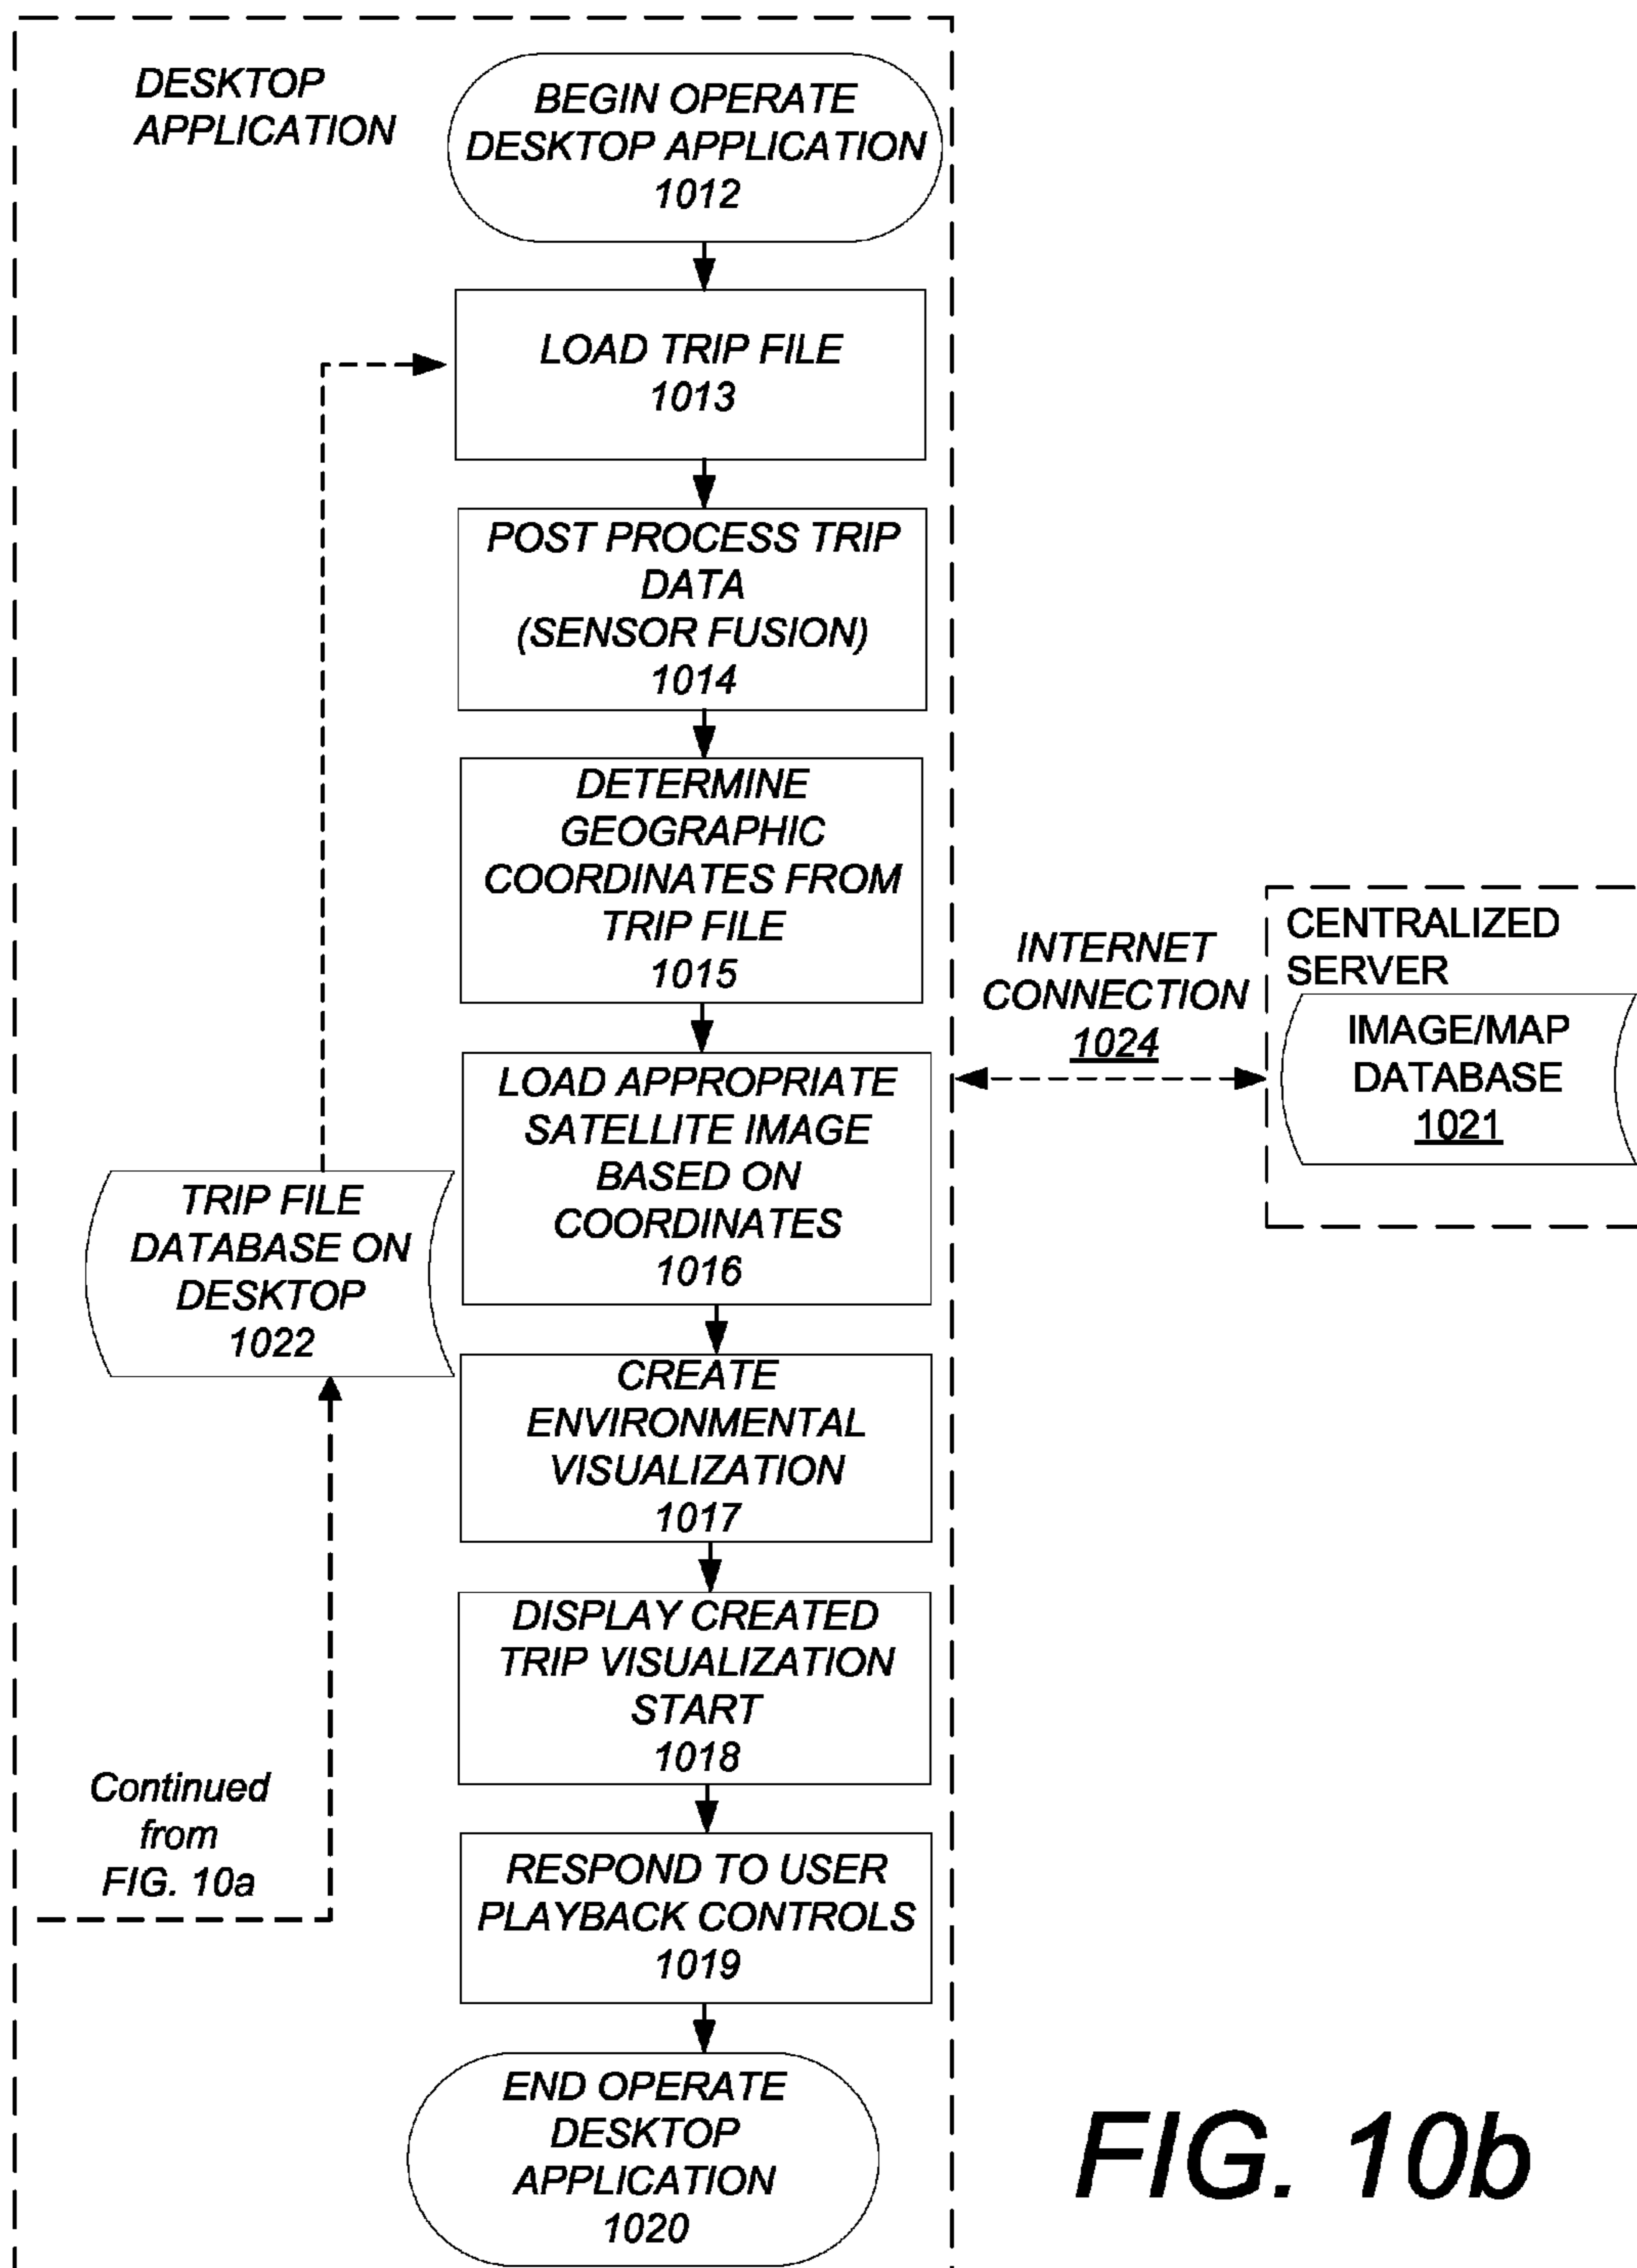 DESKTOP
APPLICATION
BEGIN OPERATE
DESKTOP APPLICATION
1012
LOAD TRIP FILE
1013
POST PROCESS TRIP
DATA
(SENSOR FUSION)
1014
DETERMINE
GEOGRAPHIC
COORDINATES FROM
TRIP FILE
1015
INTERNET
CONNECTION
1024
CENTRALIZED
SERVER
IMAGE/MAP
DATABASE
1021
LOAD APPROPRIATE
SATELLITE IMAGE
BASED ON
COORDINATES
1016
TRIP FILE
DATABASE ON
DESKTOP
1022
CREATE
ENVIRONMENTAL
VISUALIZATION
1017
DISPLAY CREATED
TRIP VISUALIZATION
START
1018
Continued
from
FIG. 10a
RESPOND TO USER
PLAYBACK CONTROLS
1019
END OPERATE
DESKTOP
APPLICATION
1020
FIG. 10b